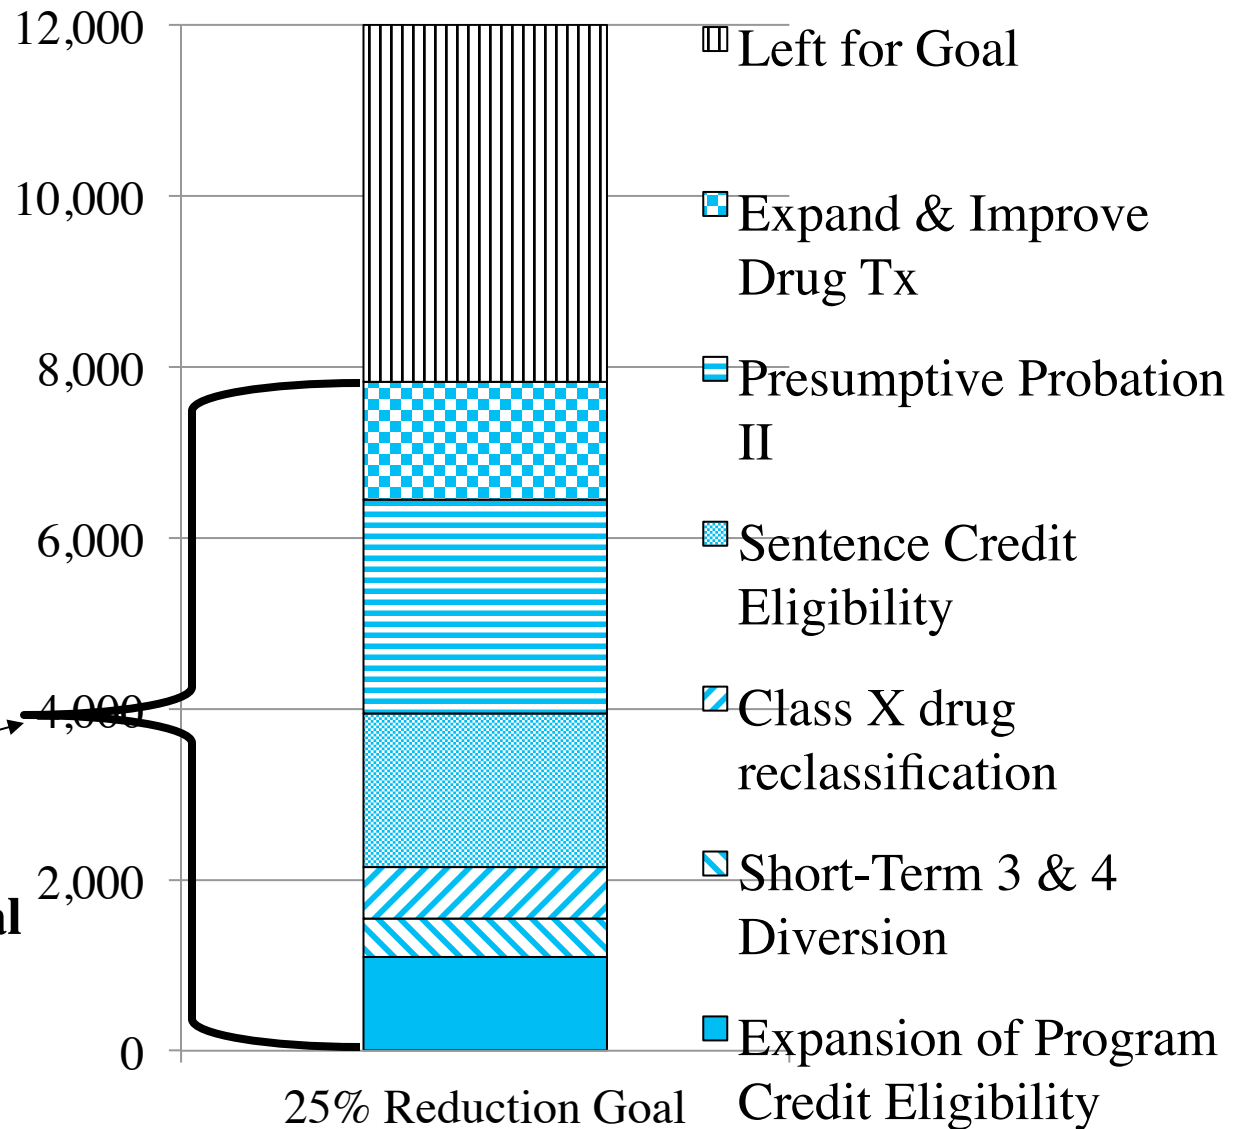 12,000
10,000
8,000
6,000
4,000
2,000
0
al
25% Reduction Goal
Left for Goal
Expand & Improve
Drug Tx
Presumptive Probation
II
Sentence Credit
Eligibility
Class X drug
reclassification
Short-Term 3 & 4
Diversion
Expansion of Program
Credit Eligibility